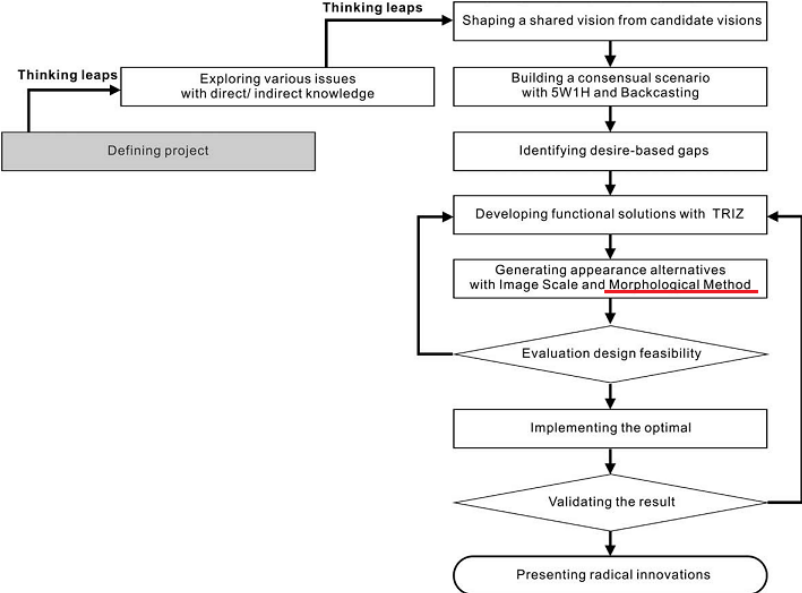 Thinking leaps
Shaping a shared vision from candidate visions
Thinking leaps
Exploring various issues
with direct/ indirect knowledge
Building a consensual scenario
with 5W1H and Backcasting
Defining project
Identifying desire-based gaps
Developing functional solutions with TRIZ
Generating appearance alternatives
with Image Scale and Morphological Method
Evaluation design feasibility
Implementing the optimal
Validating the result
Presenting radical innovations